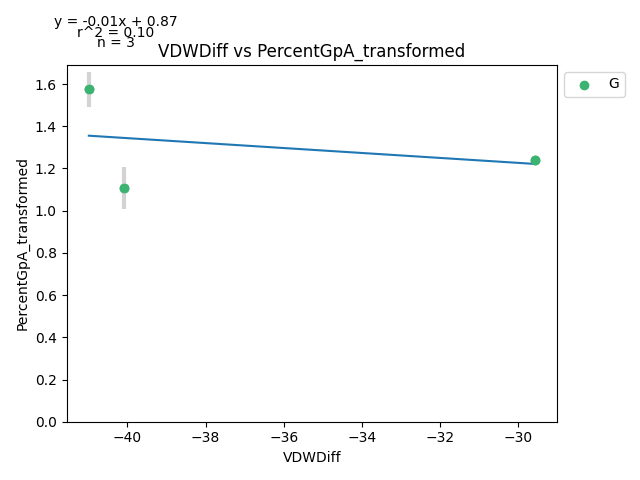 y = -0.01x + 0.87
r^2 = 0.10
n = 3
VDWDiff vs PercentGpA_transformed
G
PercentGpA_transformed
1.6
1.4
1.2
1.0
0.8
0.6
0.4
0.2
0.0
−40
−38
−36
−34
−32
−30
VDWDiff